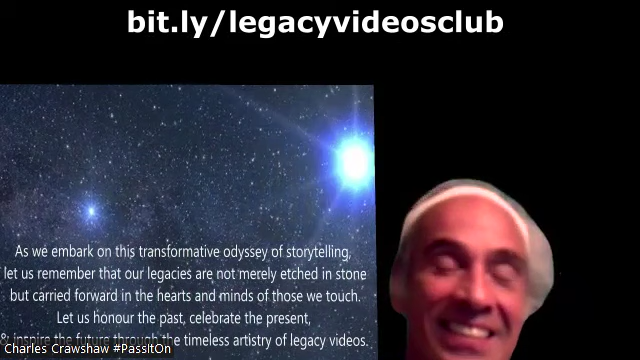 bit.ly/legacyvideosclub
As we embark on this transformative odyssey of storytelling,
let us remember that our legacies are not merely etched in stone
but carried forward in the hearts and minds of those we touch.
Let us honour the past, celebrate the present,
& inspire the future through the timeless artistry of legacy videos.
Charles Crawshaw #PassItOn